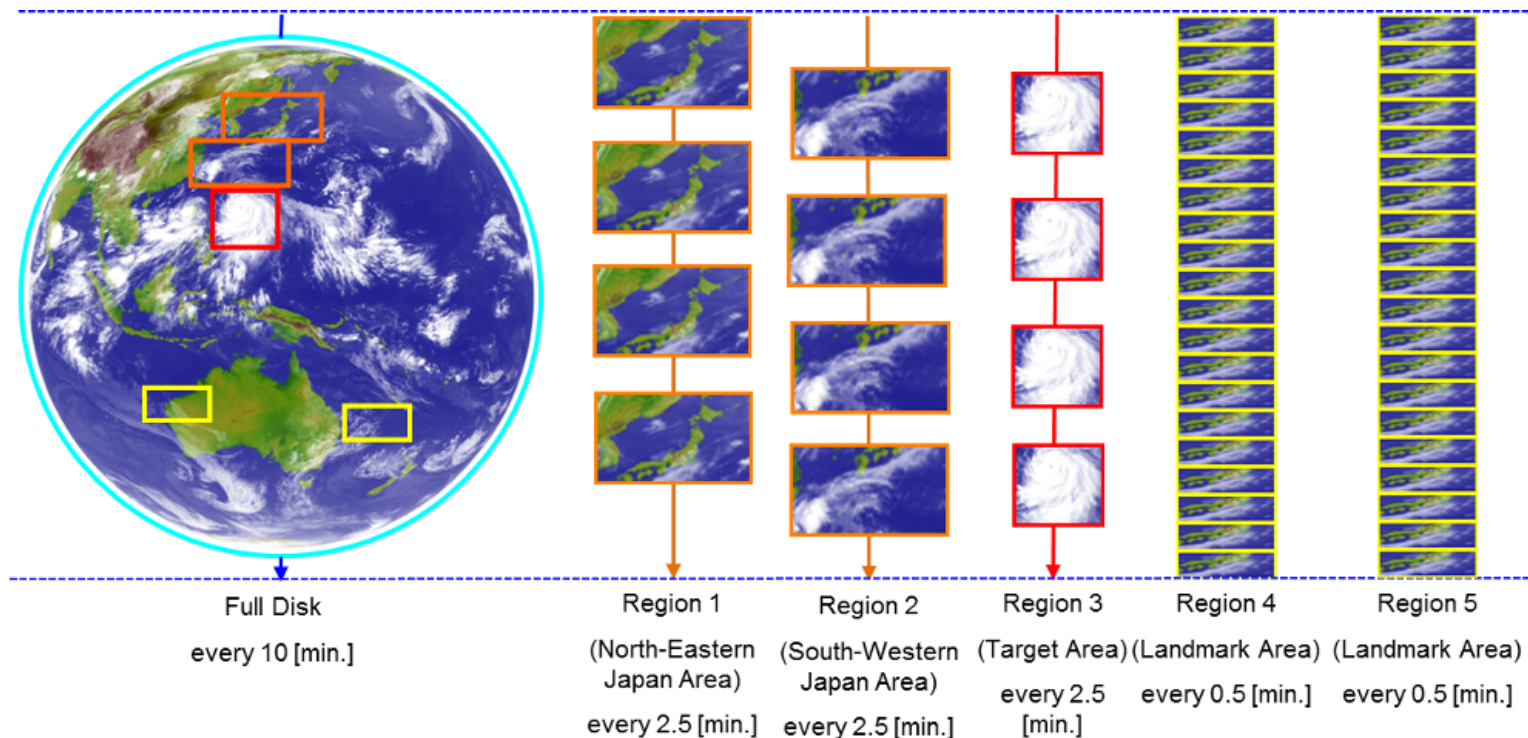 Full Disk
every 10 [min.]
Region 1
(North-Eastern
Japan Area)
every 2.5 [min.]
Region 2
(South-Western
Japan Area)
every 2.5 [min.]
Region 3
(Target Area)
every 2.5
[min.]
Region 4
(Landmark Area)
every 0.5 [min.]
Region 5
(Landmark Area)
every 0.5 [min.]